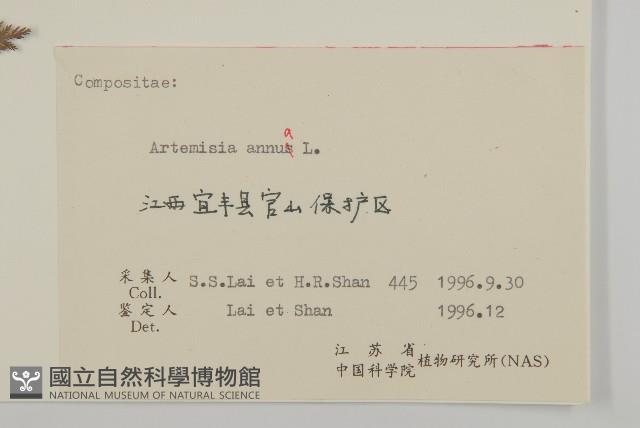 Compositae:
a
Artemisia annus L.
江西宜丰县官山保护区
采集人 S.S.Lai et H.R.Shan 445 1996.9.30
Coll.
鉴定人 Lai et Shan 1996.12
Det.
江苏省
中国科学院 植物研究所(NAS)
國立自然科學博物館
NATIONAL MUSEUM OF NATURAL SCIENCE